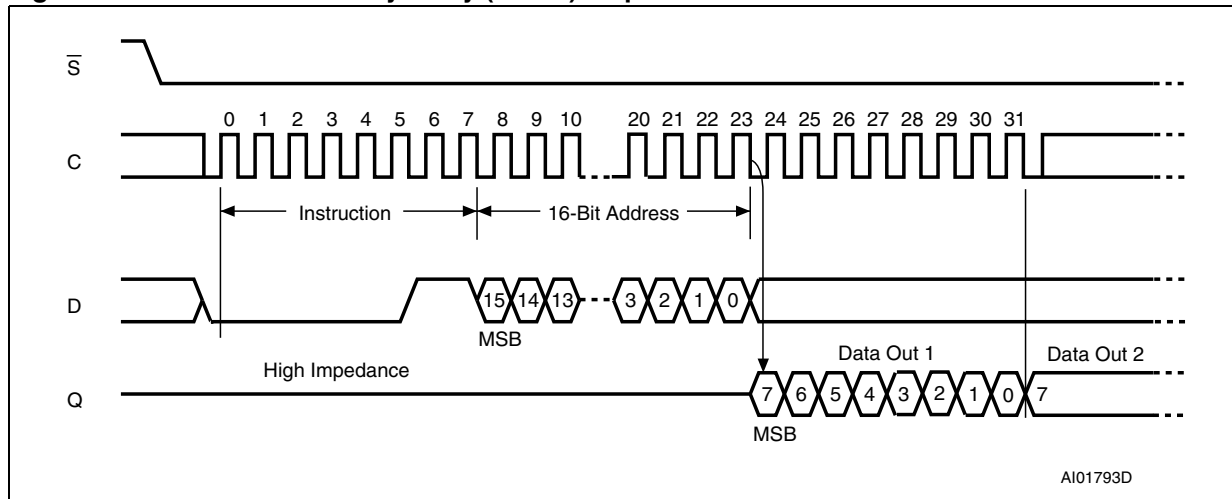 S
0 1 2 3 4 5 6 7 8 9 10 20 21 22 23 24 25 26 27 28 29 30 31
C
Instruction 16-Bit Address
D 15 14 13 3 2 1 0
MSB
High Impedance Data Out 1 Data Out 2
Q 7 6 5 4 3 2 1 0 7
MSB
AI01793D